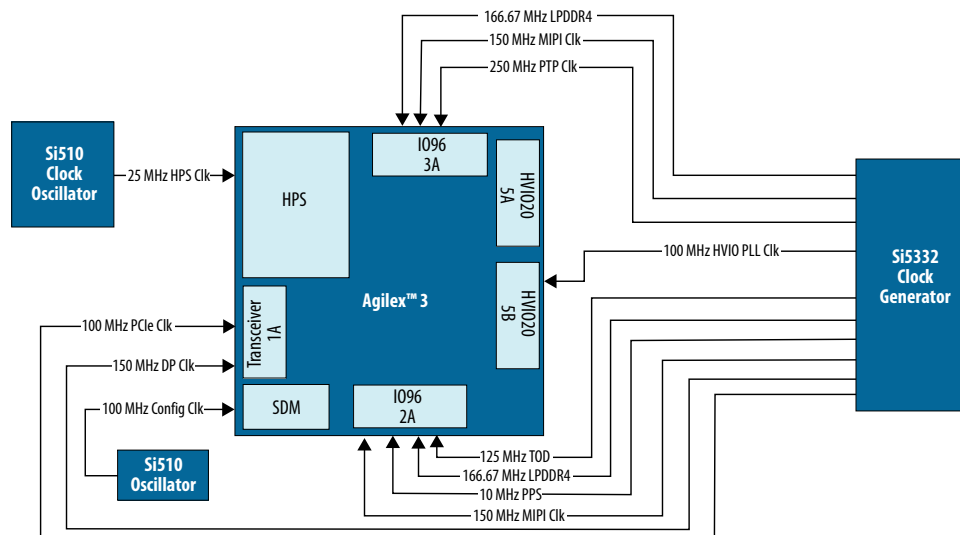 166.67 MHz LPDDR4
150 MHz MIPI Clk
250 MHz PTP Clk
Si510
Clock
Oscillator
25 MHz HPS Clk
HPS
IO96
3A
HVIO20
5A
100 MHz HVIO PLL Clk
Si5332
Clock
Generator
Agilex™ 3
HVIO20
5B
100 MHz PCIe Clk
Transceiver
1A
150 MHz DP Clk
100 MHz Config Clk
SDM
IO96
2A
Si510
Oscillator
125 MHz TOD
166.67 MHz LPDDR4
10 MHz PPS
150 MHz MIPI Clk